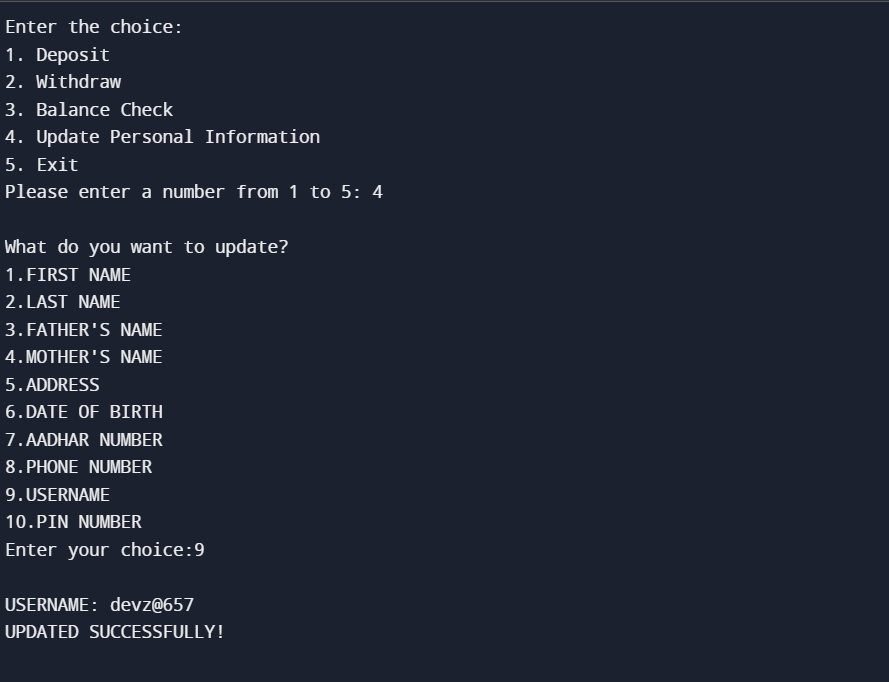 Enter the choice:
1. Deposit
2. Withdraw
3. Balance Check
4. Update Personal Information
5. Exit
Please enter a number from 1 to 5: 4
What do you want to update?
1.FIRST NAME
2.LAST NAME
3.FATHER'S NAME
4.MOTHER'S NAME
5.ADDRESS
6.DATE OF BIRTH
7.AADHAR NUMBER
8.PHONE NUMBER
9.USERNAME
10.PIN NUMBER
Enter your choice:9
USERNAME: devz@657
UPDATED SUCCESSFULLY!